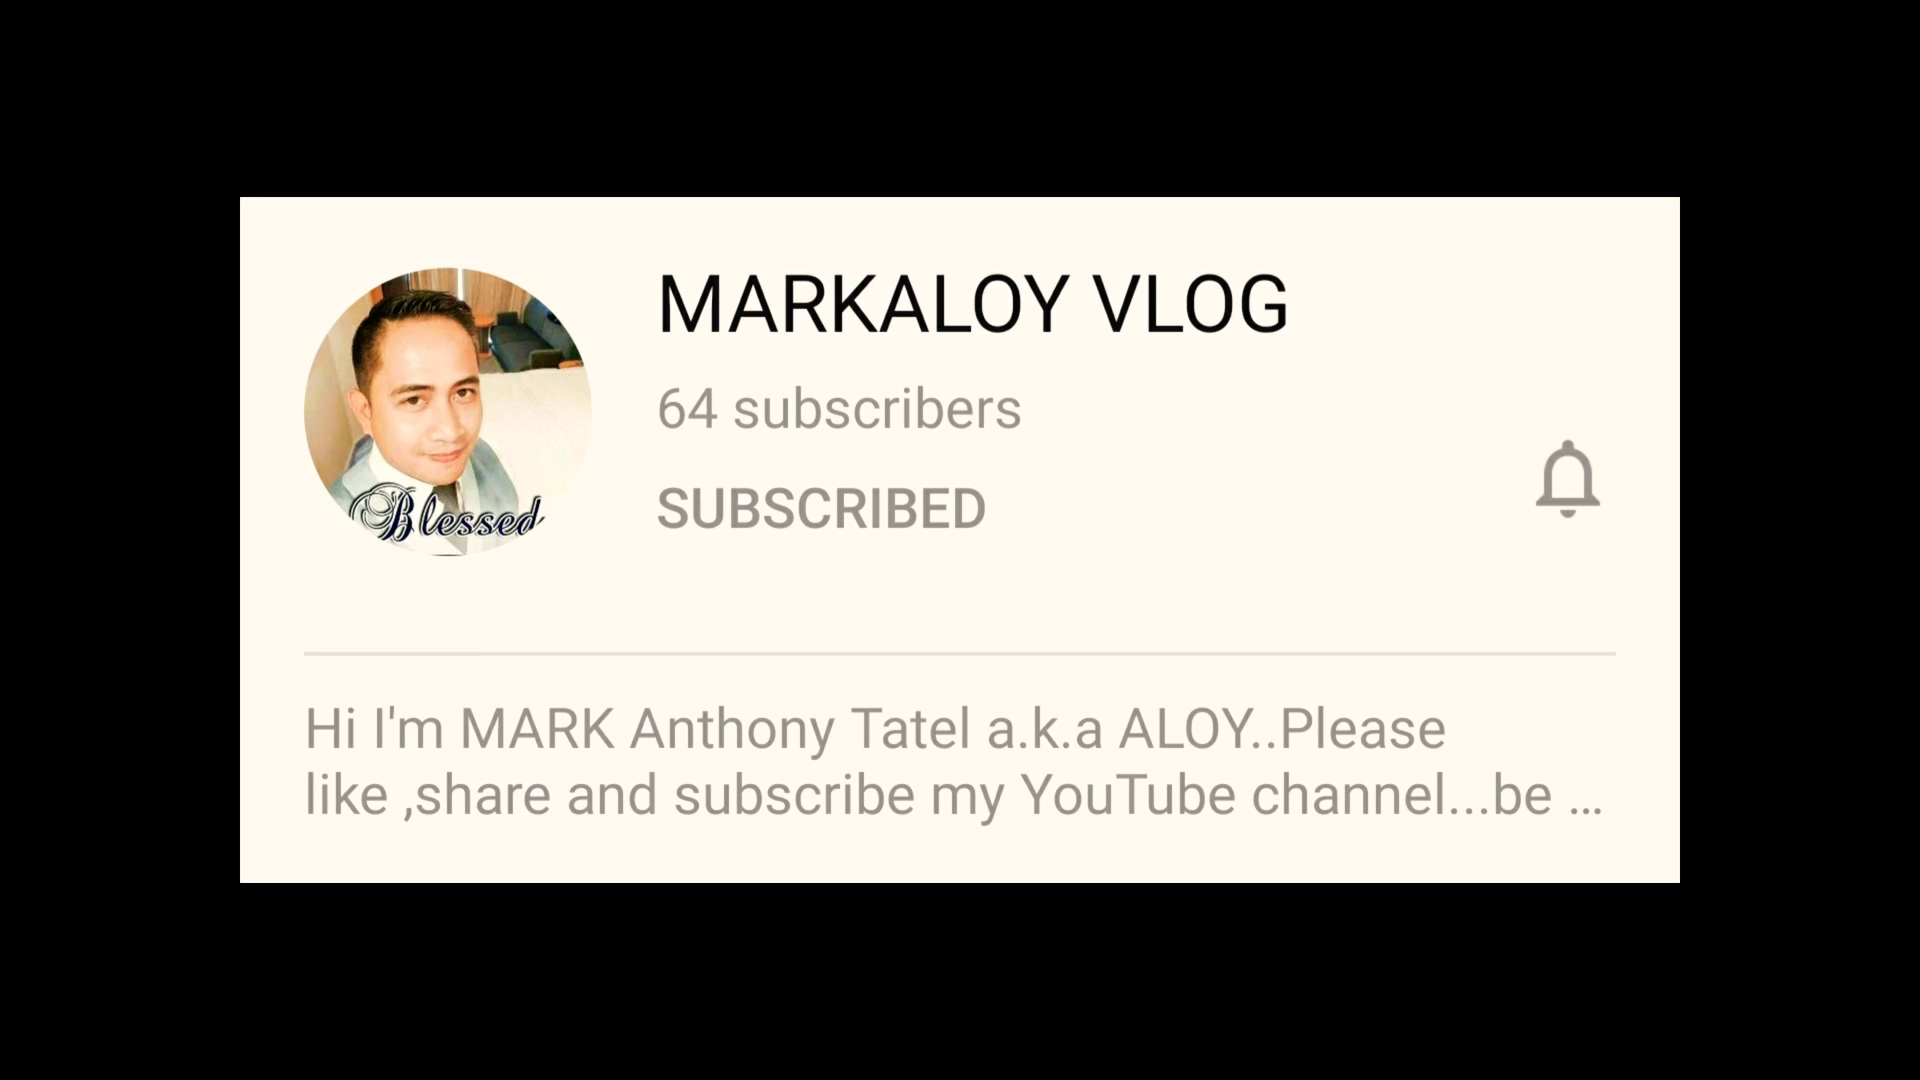 MARKALOY VLOG
64 subscribers
SUBSCRIBED
Blessed
Hi I'm MARK Anthony Tatel a.k.a ALOY..Please
like ,share and subscribe my YouTube channel...be ...